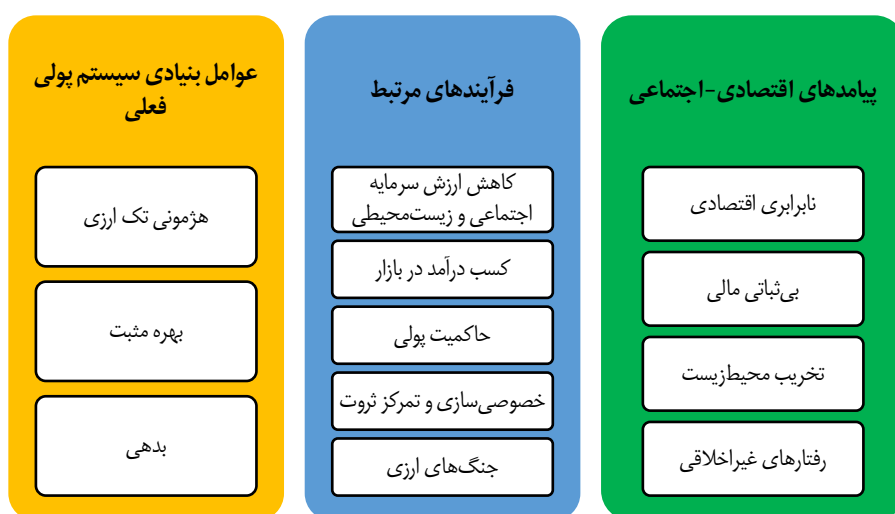 پیامدهای اقتصادی-اجتماعی
نابرابری اقتصادی
بی‌ثباتی مالی
تخریب محیط‌زیست
رفتارهای غیراخلاقی
فرآیندهای مرتبط
کاهش ارزش سرمایه
اجتماعی و زیست‌محیطی
کسب درآمد در بازار
حاکمیت پولی
خصوصی‌سازی و تمرکز ثروت
جنگ‌های ارزی
عوامل بنیادی سیستم پولی
فعلی
هژمونی تک ارزی
بهره مثبت
بدهی